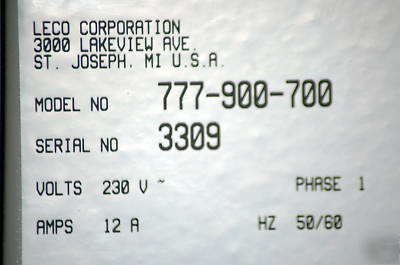 LECO CORPORATION
3000 LAKEVIEW AVE.
ST. JOSEPH. MI U.S.A.
MODEL NO 777-900-700
SERIAL NO 3309
VOLTS 230 V ~ PHASE 1
AMPS 12 A HZ 50/60